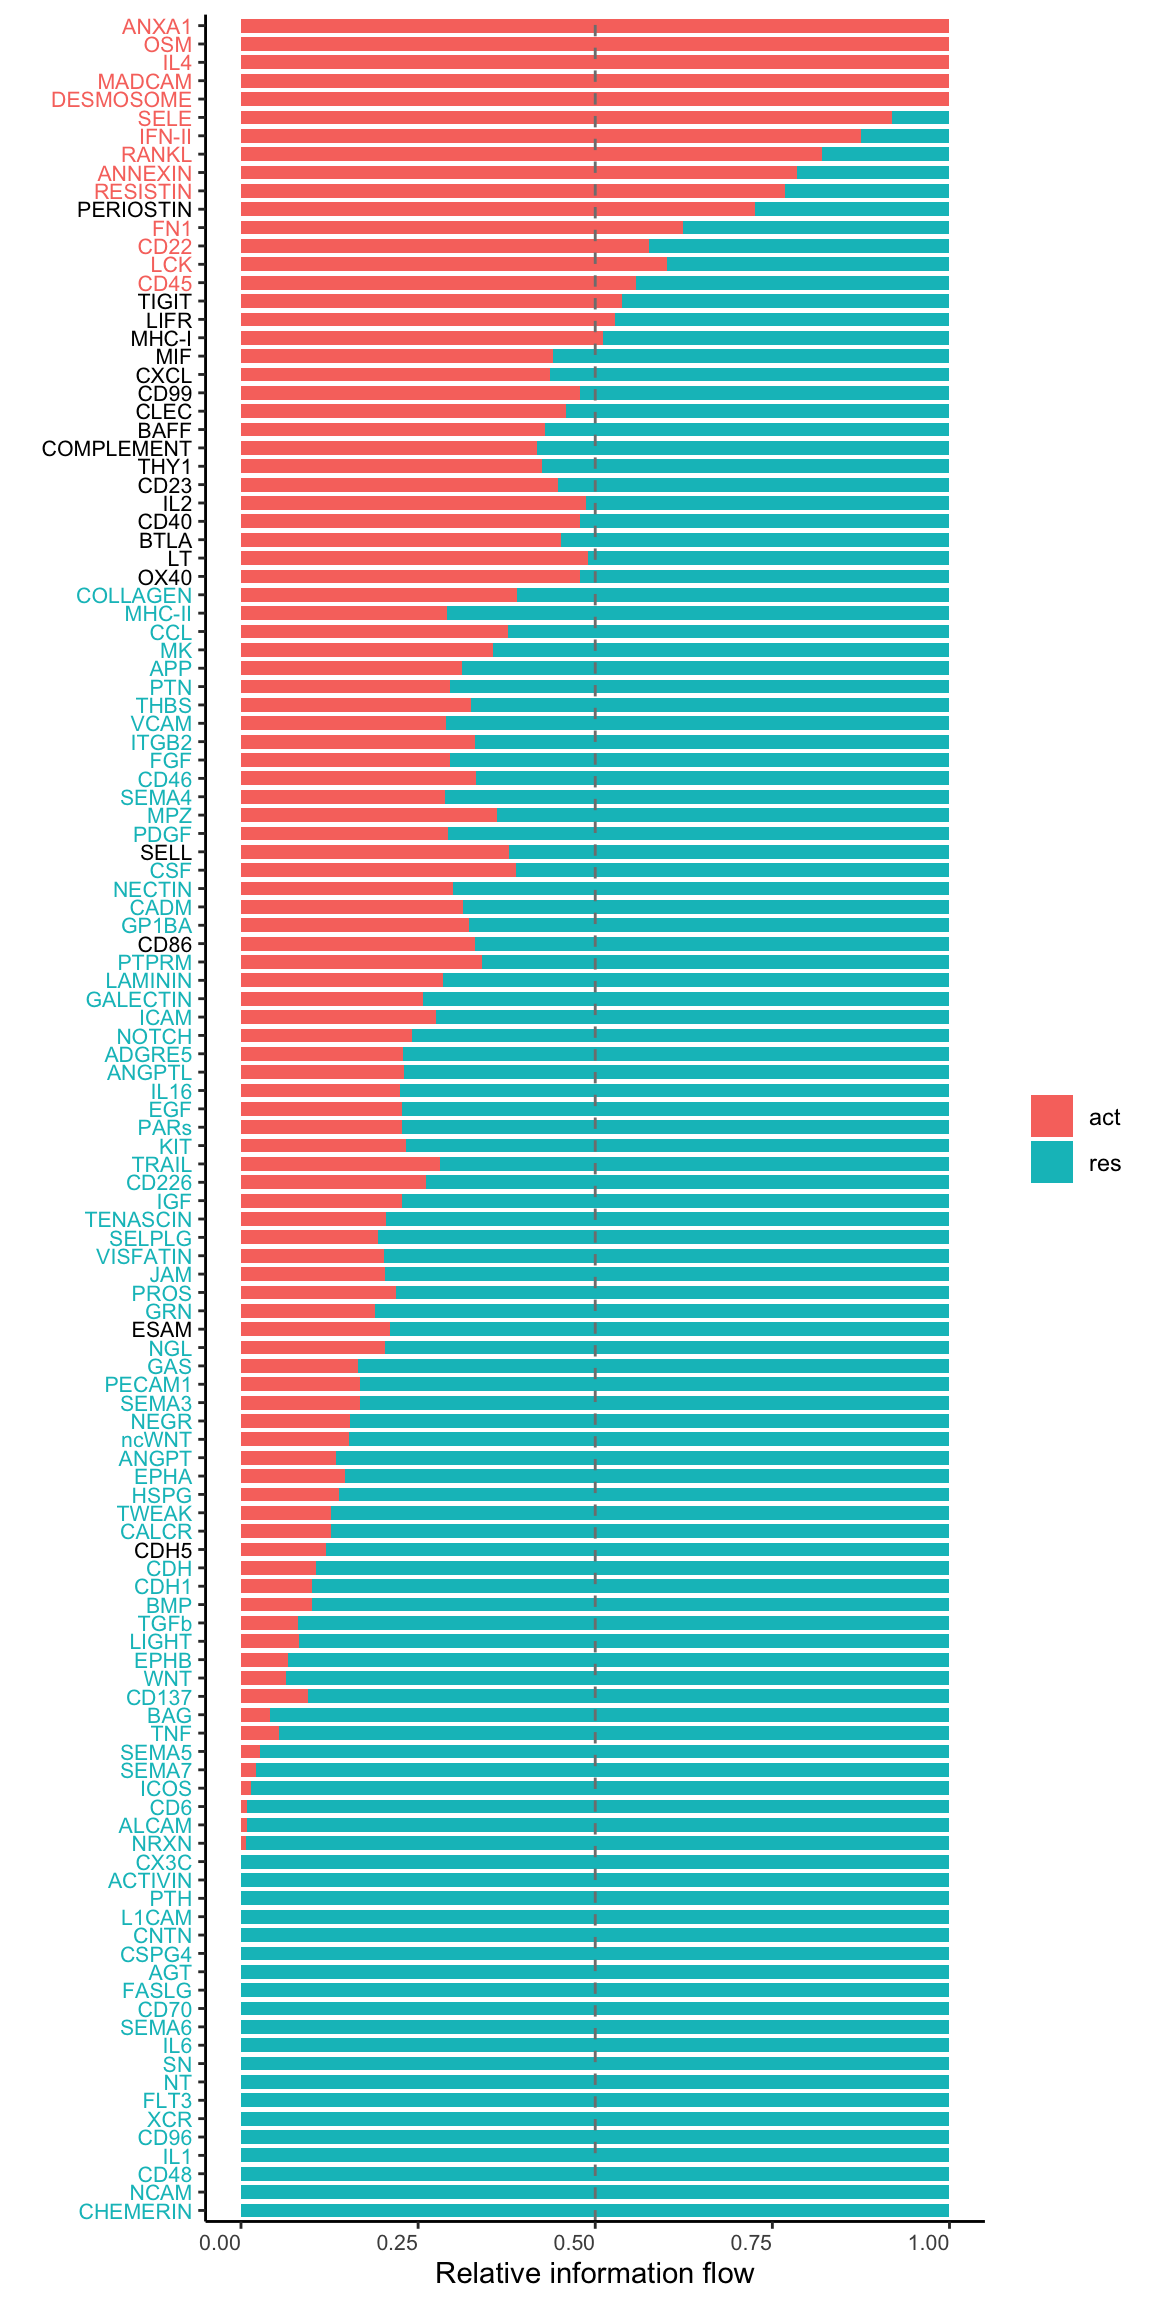 ANXA1
OSM
IL4
MADCAM
DESMOSOME
SELE
IFN-II
RANKL
ANNEXIN
RESISTIN
PERIOSTIN
FN1
CD22
LCK
CD45
TIGIT
LIFR
MHC-I
MIF
CXCL
CD99
CLEC
BAFF
COMPLEMENT
THY1
CD23
IL2
CD40
BTLA
LT
OX40
COLLAGEN
MHC-II
CCL
MK
APP
PTN
THBS
VCAM
ITGB2
FGF
CD46
SEMA4
MPZ
PDGF
SELL
CSF
NECTIN
CADM
GP1BA
CD86
PTPRM
LAMININ
GALECTIN
ICAM
NOTCH
ADGRE5
ANGPTL
IL16
EGF
PARs
KIT
TRAIL
CD226
IGF
TENASCIN
SELPLG
VISFATIN
JAM
PROS
GRN
ESAM
NGL
GAS
PECAM1
SEMA3
NEGR
ncWNT
ANGPT
EPHA
HSPG
TWEAK
CALCR
CDH5
CDH
CDH1
BMP
TGFb
LIGHT
EPHB
WNT
CD137
BAG
TNF
SEMA5
SEMA7
ICOS
CD6
ALCAM
NRXN
CX3C
ACTIVIN
PTH
L1CAM
CNTN
CSPG4
AGT
FASLG
CD70
SEMA6
IL6
SN
NT
FLT3
XCR
CD96
IL1
CD48
NCAM
CHEMERIN
0.00 0.25 0.50 0.75 1.00
Relative information flow
act
res